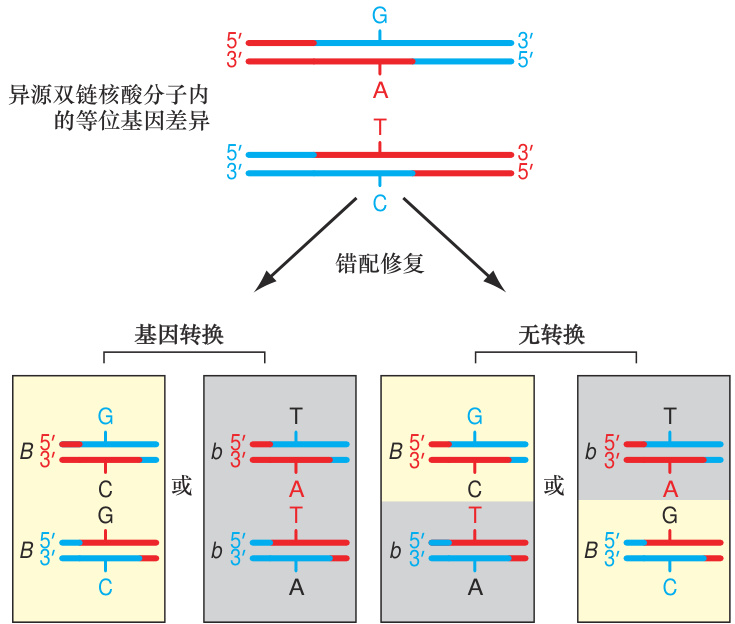 G
5′ 3′
3′ 5′
A
异源双链核酸分子内
的等位基因差异
T
5′ 3′
3′ 5′
C
错配修复
基因转换 无转换
G T G T
B 5′ 3′ b 5′ 3′ B 5′ 3′ b 5′ 3′
C A C A
或 或
G T T G
B 5′ 3′ b 5′ 3′ b 5′ 3′ B 5′ 3′
C A A C